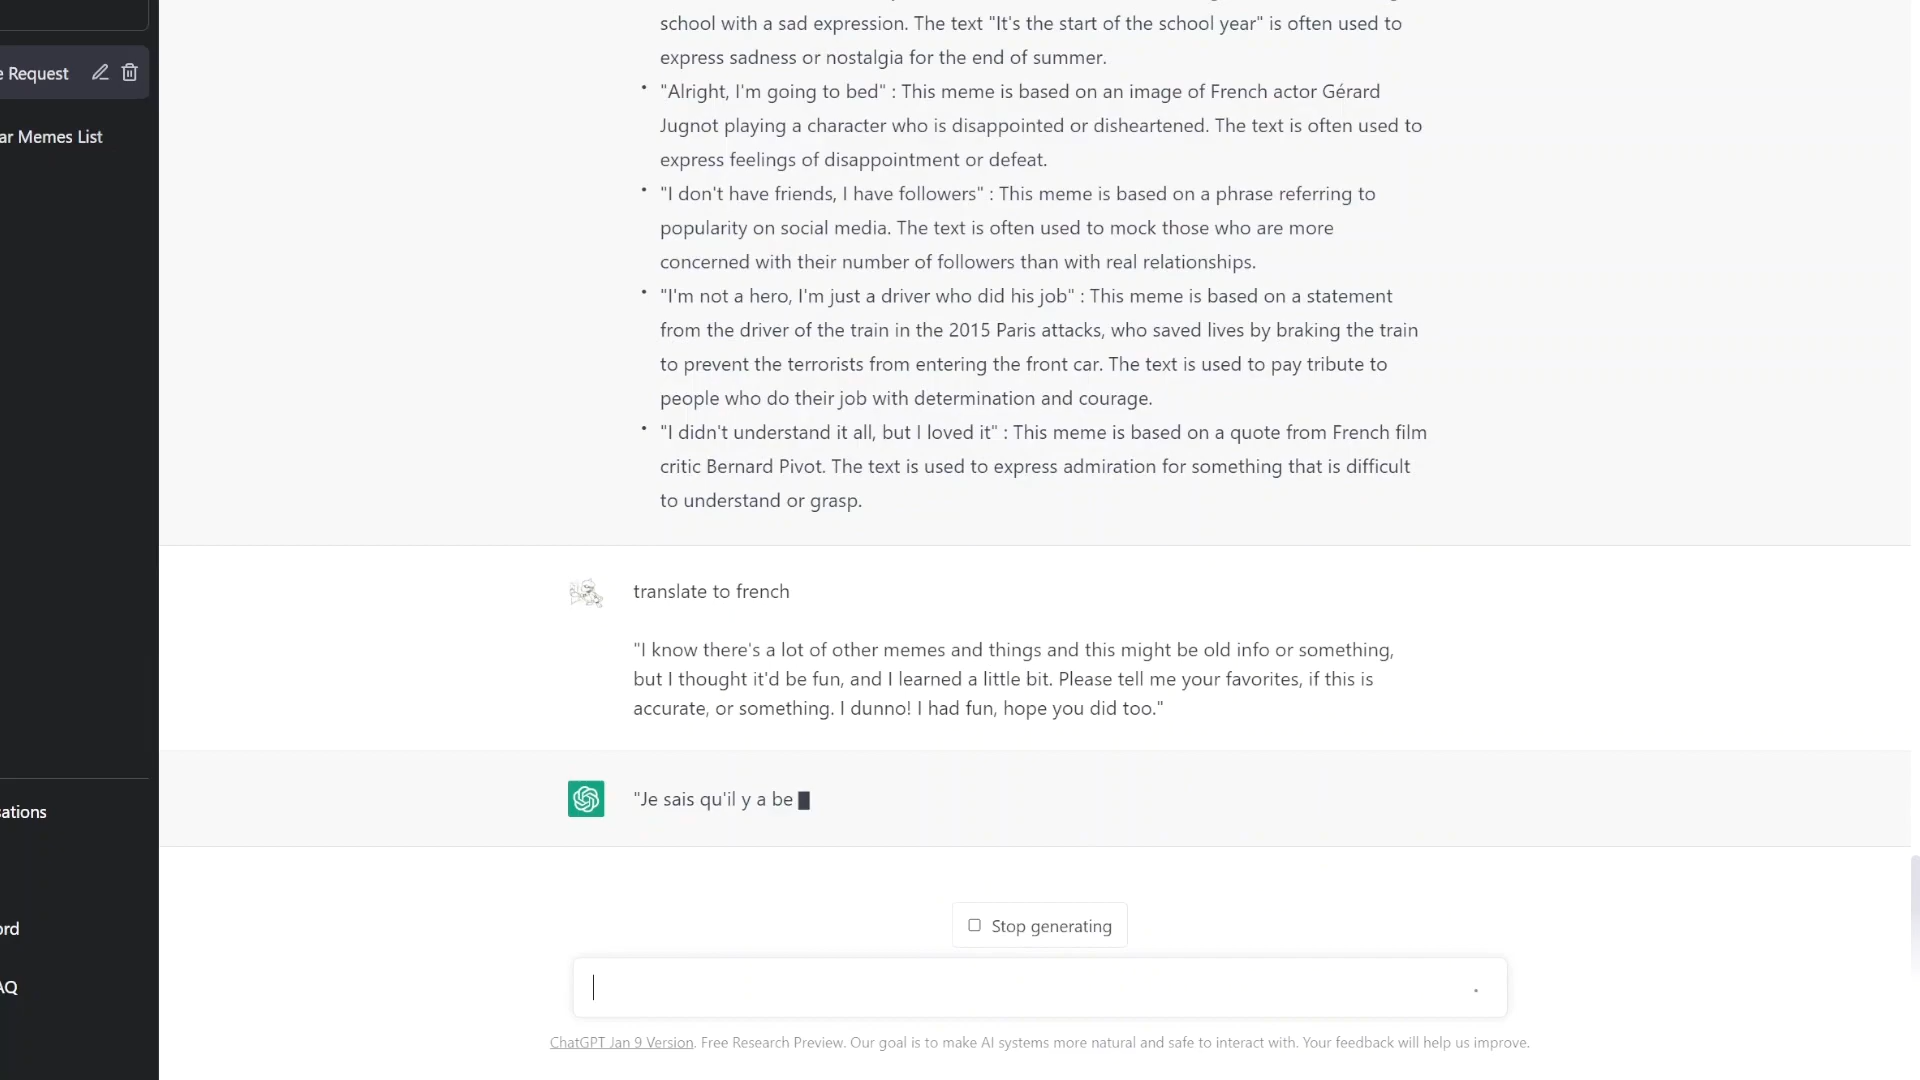 school with a sad expression. The text "It's the start of the school year" is often used to
express sadness or nostalgia for the end of summer.
• "Alright, I'm going to bed" : This meme is based on an image of French actor Gérard
Jugnot playing a character who is disappointed or disheartened. The text is often used to
express feelings of disappointment or defeat.
• "I don't have friends, I have followers" : This meme is based on a phrase referring to
popularity on social media. The text is often used to mock those who are more
concerned with their number of followers than with real relationships.
• "I'm not a hero, I'm just a driver who did his job" : This meme is based on a statement
from the driver of the train in the 2015 Paris attacks, who saved lives by braking the train
to prevent the terrorists from entering the front car. The text is used to pay tribute to
people who do their job with determination and courage.
• "I didn't understand it all, but I loved it" : This meme is based on a quote from French film
critic Bernard Pivot. The text is used to express admiration for something that is difficult
to understand or grasp.
translate to french
"I know there's a lot of other memes and things and this might be old info or something,
but I thought it'd be fun, and I learned a little bit. Please tell me your favorites, if this is
accurate, or something. I dunno! I had fun, hope you did too."
"Je sais qu'il y a be
Stop generating
ChatGPT Jan 9 Version. Free Research Preview. Our goal is to make AI systems more natural and safe to interact with. Your feedback will help us improve.
e Request
ar Memes List
sations
ord
AQ